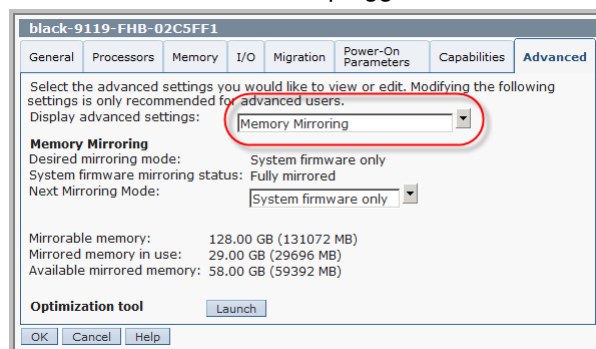 black-9119-FHB-02C5FF1
General Processors Memory I/O Migration Power-On Parameters Capabilities Advanced
Select the advanced settings you would like to view or edit. Modifying the following
settings is only recommended for advanced users.
Display advanced settings: Memory Mirroring
Memory Mirroring
Desired mirroring mode: System firmware only
System firmware mirroring status: Fully mirrored
Next Mirroring Mode: System firmware only
Mirrorable memory: 128.00 GB (131072 MB)
Mirrored memory in use: 29.00 GB (29696 MB)
Available mirrored memory: 58.00 GB (59392 MB)
Optimization tool Launch
OK Cancel Help